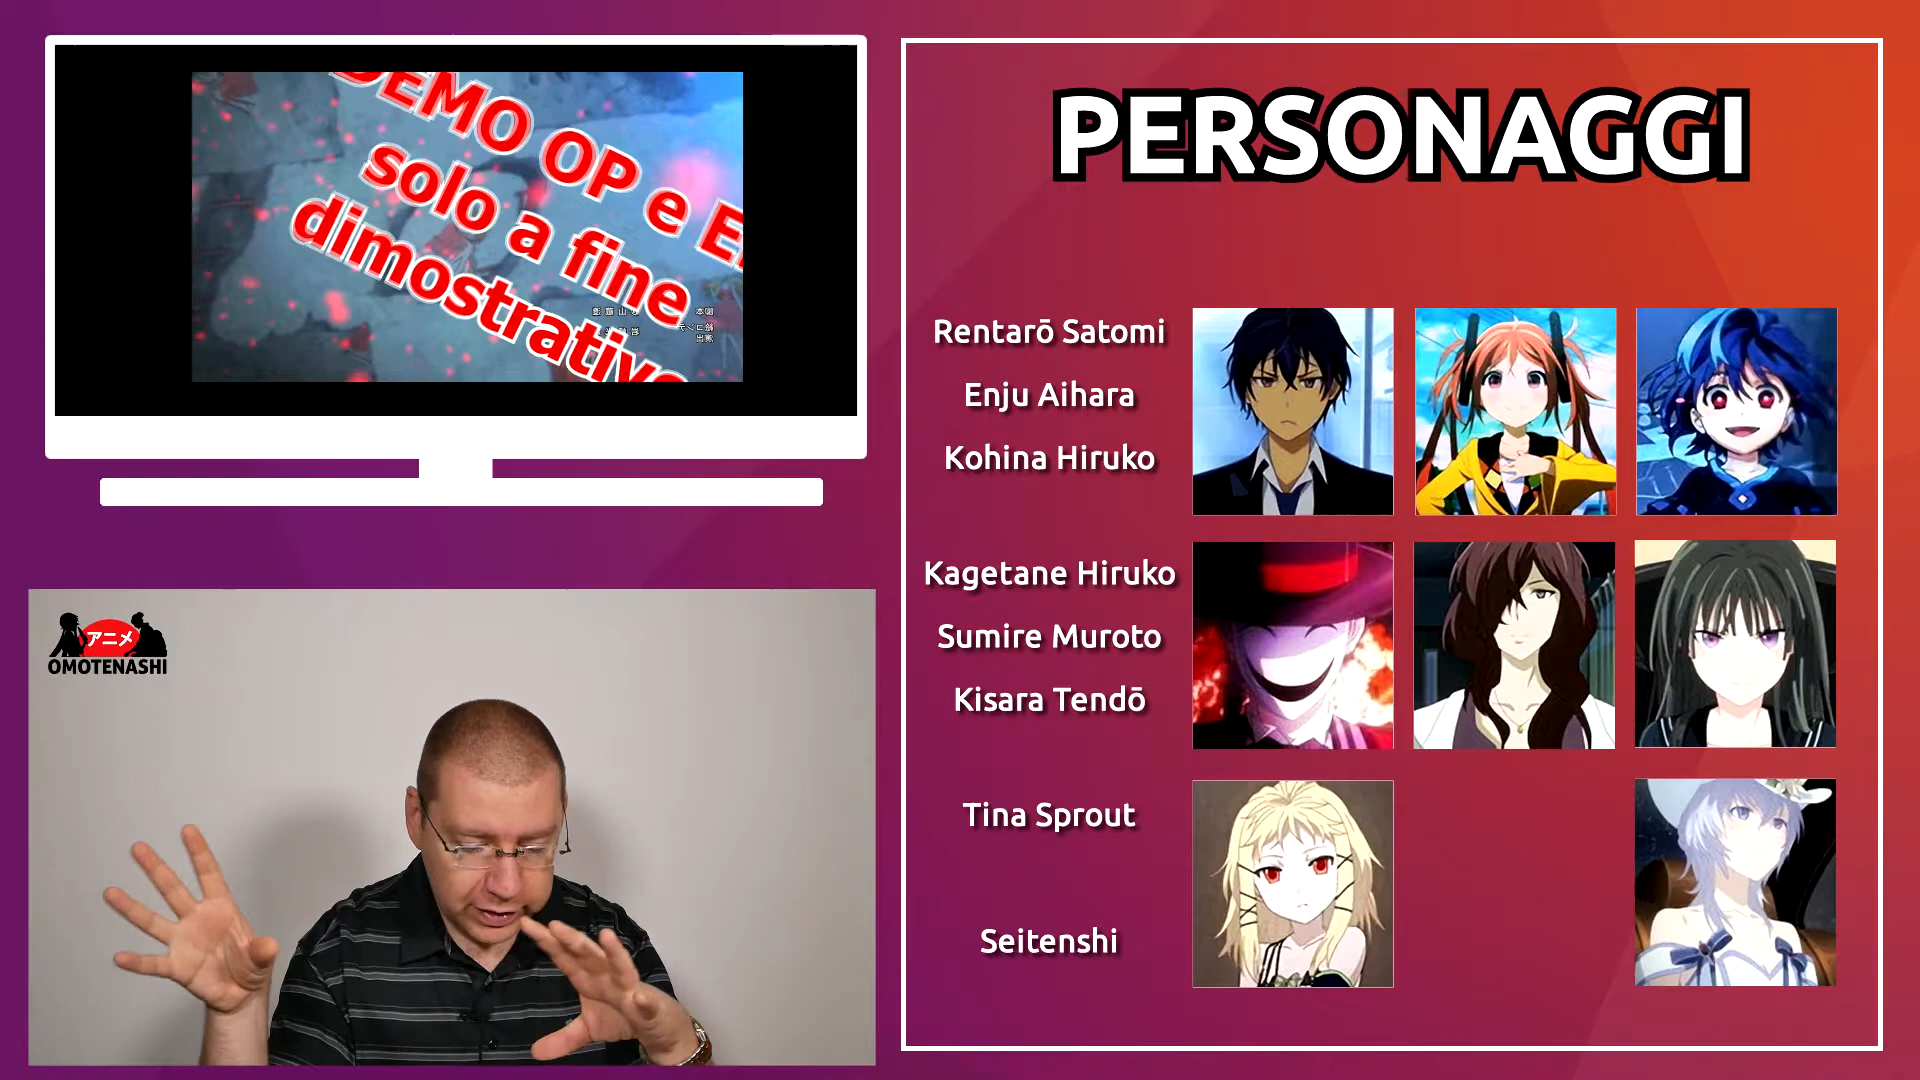 DEMO OP e E
solo a fine
dimostrativo
アニメ
OMOTENASHI
PERSONAGGI
Rentarō Satomi
Enju Aihara
Kohina Hiruko
Kagetane Hiruko
Sumire Muroto
Kisara Tendō
Tina Sprout
Seitenshi